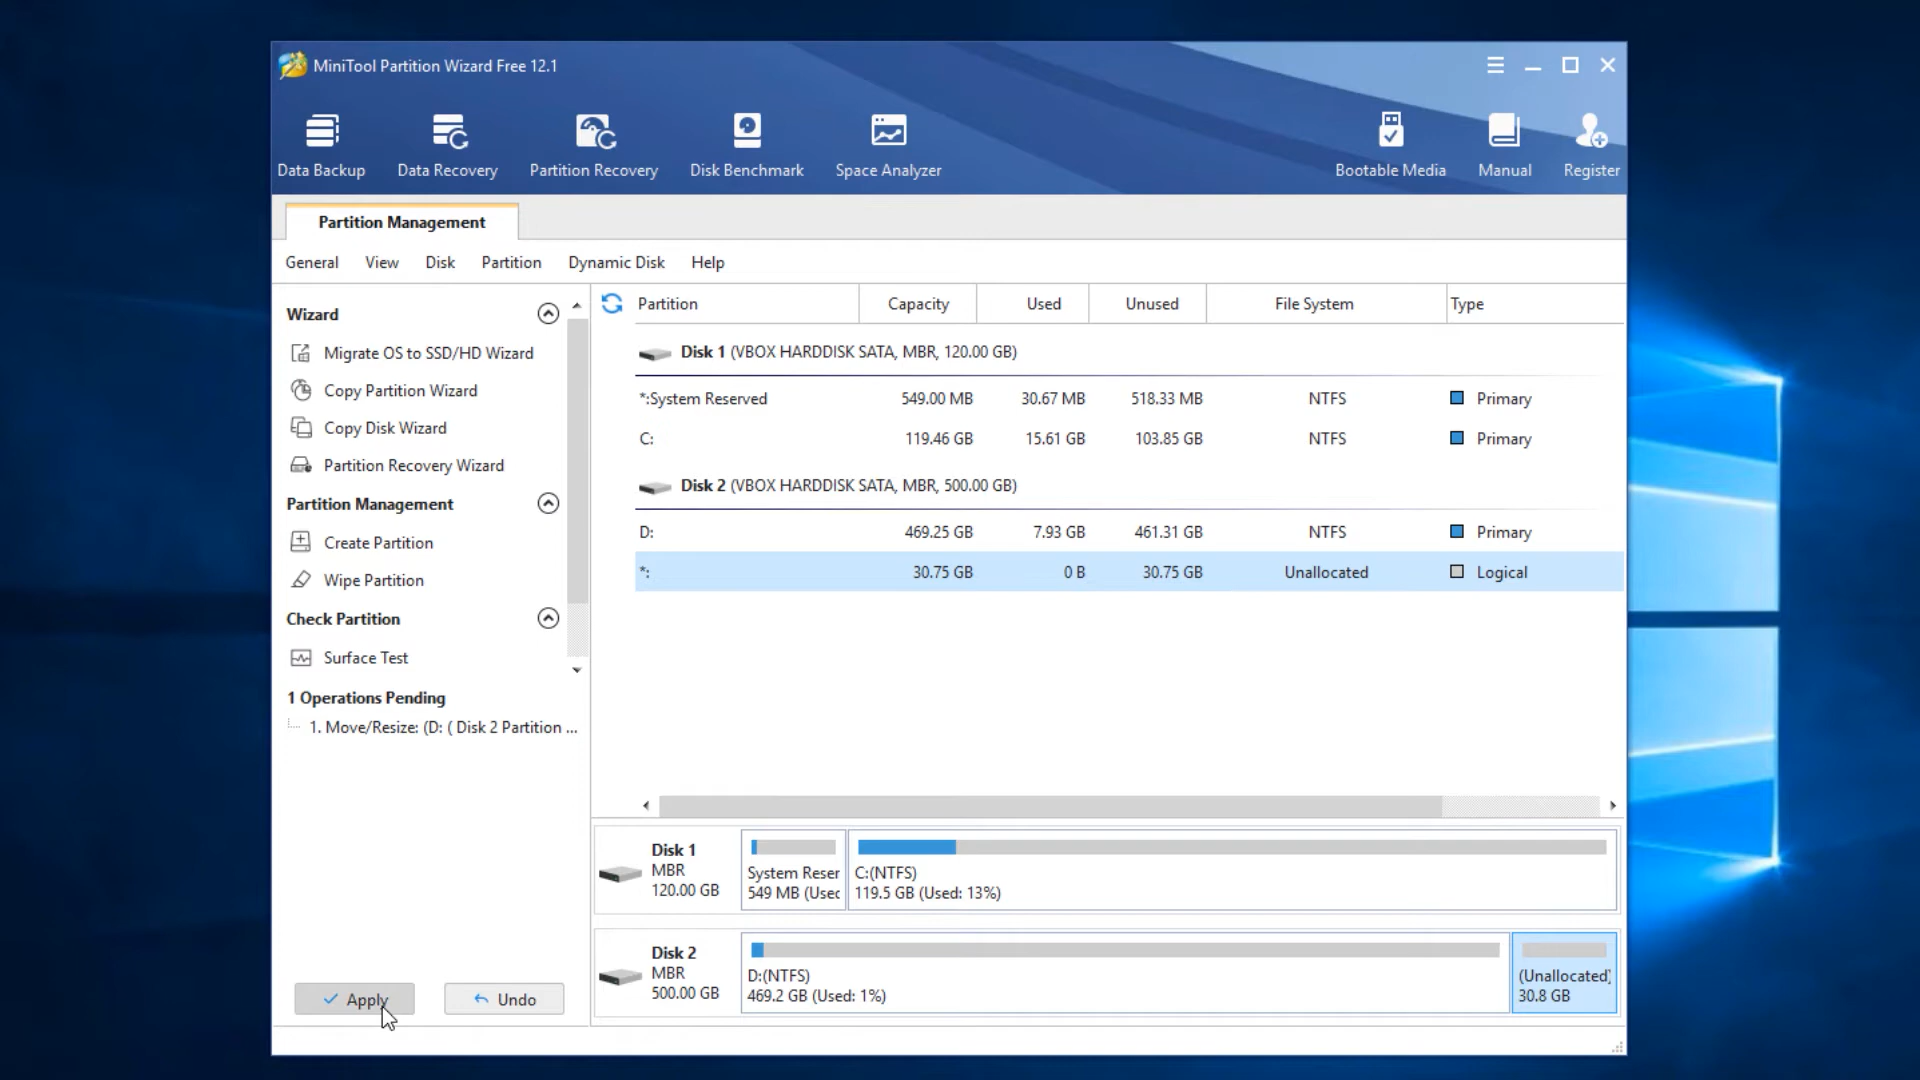 MiniTool Partition Wizard Free 12.1
Data Backup
Data Recovery
Partition Recovery
Disk Benchmark
Space Analyzer
Bootable Media
Manual
Register
Partition Management
General View Disk Partition Dynamic Disk Help
Wizard
Migrate OS to SSD/HD Wizard
Copy Partition Wizard
Copy Disk Wizard
Partition Recovery Wizard
Partition Management
Create Partition
Wipe Partition
Check Partition
Surface Test
1 Operations Pending
1. Move/Resize: (D: ( Disk 2 Partition ...
Apply
Undo
Partition Capacity Used Unused File System Type
Disk 1 (VBOX HARDDISK SATA, MBR, 120.00 GB)
*:System Reserved 549.00 MB 30.67 MB 518.33 MB NTFS Primary
C: 119.46 GB 15.61 GB 103.85 GB NTFS Primary
Disk 2 (VBOX HARDDISK SATA, MBR, 500.00 GB)
D: 469.25 GB 7.93 GB 461.31 GB NTFS Primary
*: 30.75 GB 0 B 30.75 GB Unallocated Logical
Disk 1
MBR
120.00 GB
System Reser
549 MB (Usec
C:(NTFS)
119.5 GB (Used: 13%)
Disk 2
MBR
500.00 GB
D:(NTFS)
469.2 GB (Used: 1%)
(Unallocated)
30.8 GB